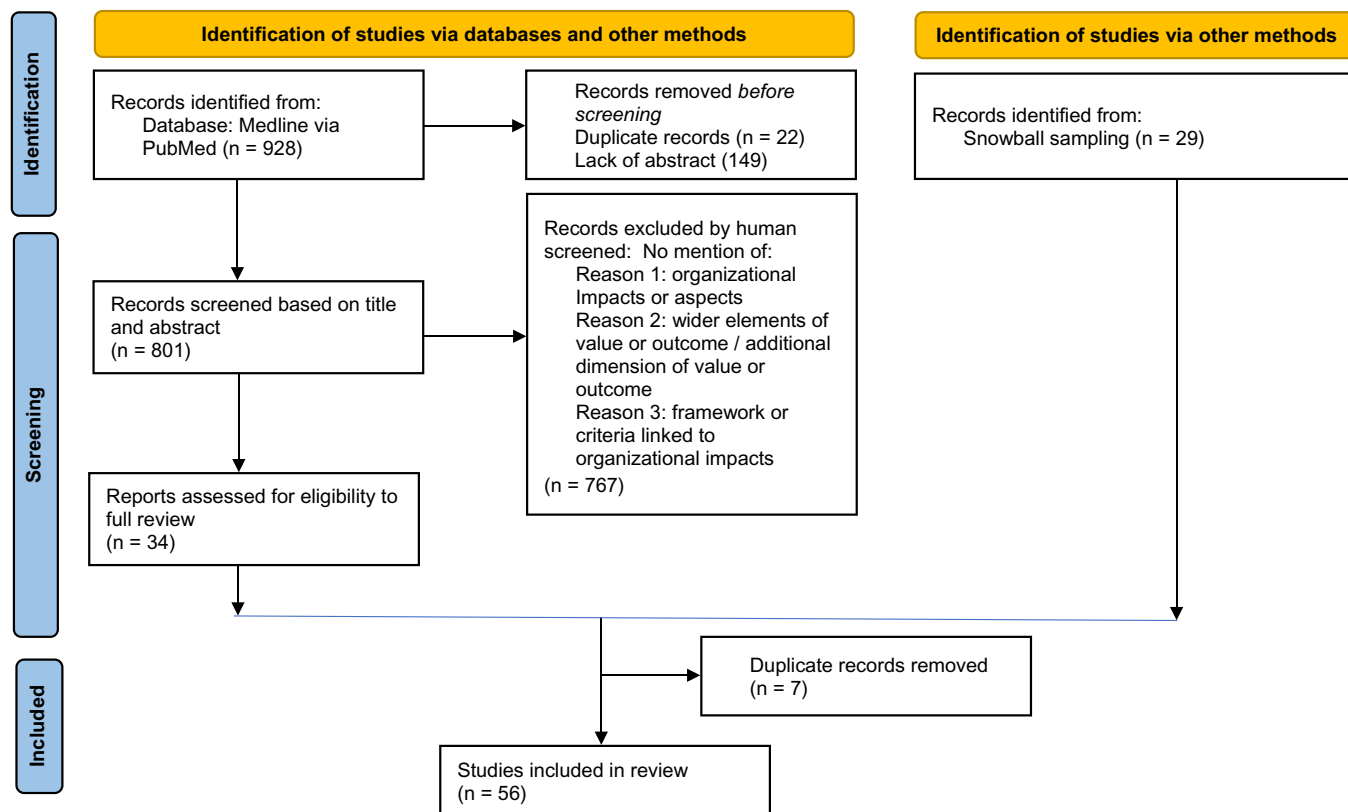 Identification of studies via databases and other methods
Identification of studies via other methods
Identification
Records identified from:
Database: Medline via
PubMed (n = 928)
Records removed before
screening
Duplicate records (n = 22)
Lack of abstract (149)
Records identified from:
Snowball sampling (n = 29)
Screening
Records screened based on title
and abstract
(n = 801)
Records excluded by human
screened: No mention of:
Reason 1: organizational
Impacts or aspects
Reason 2: wider elements of
value or outcome / additional
dimension of value or
outcome
Reason 3: framework or
criteria linked to
organizational impacts
(n = 767)
Reports assessed for eligibility to
full review
(n = 34)
Included
Duplicate records removed
(n = 7)
Studies included in review
(n = 56)